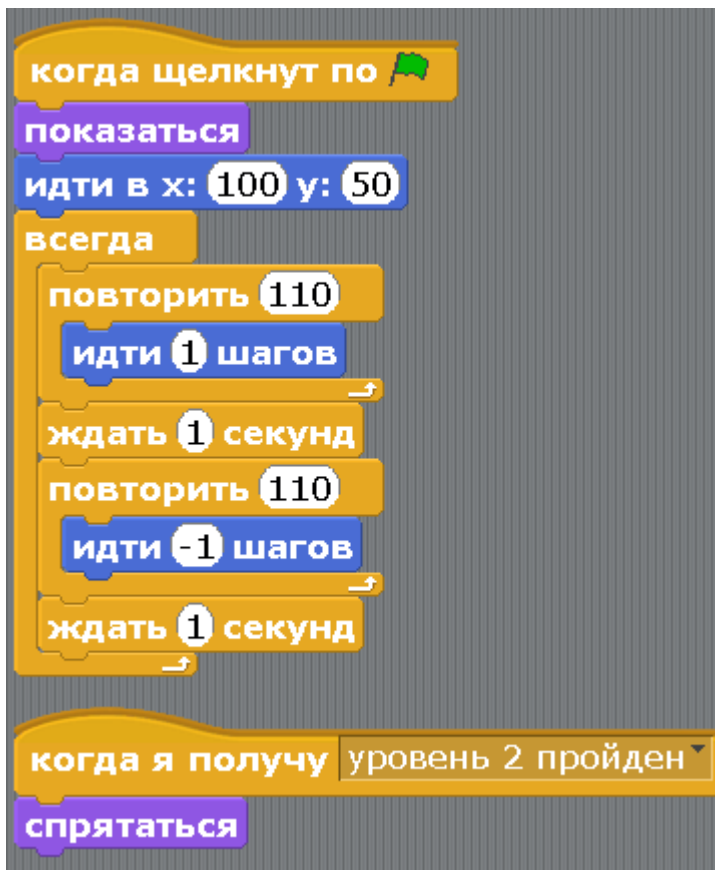 когда щелкнут по
показаться
идти в x: 100 y: 50
всегда
повторить 110
идти 1 шагов
ждать 1 секунд
повторить 110
идти -1 шагов
ждать 1 секунд
когда я получу уровень 2 пройден
спрятаться